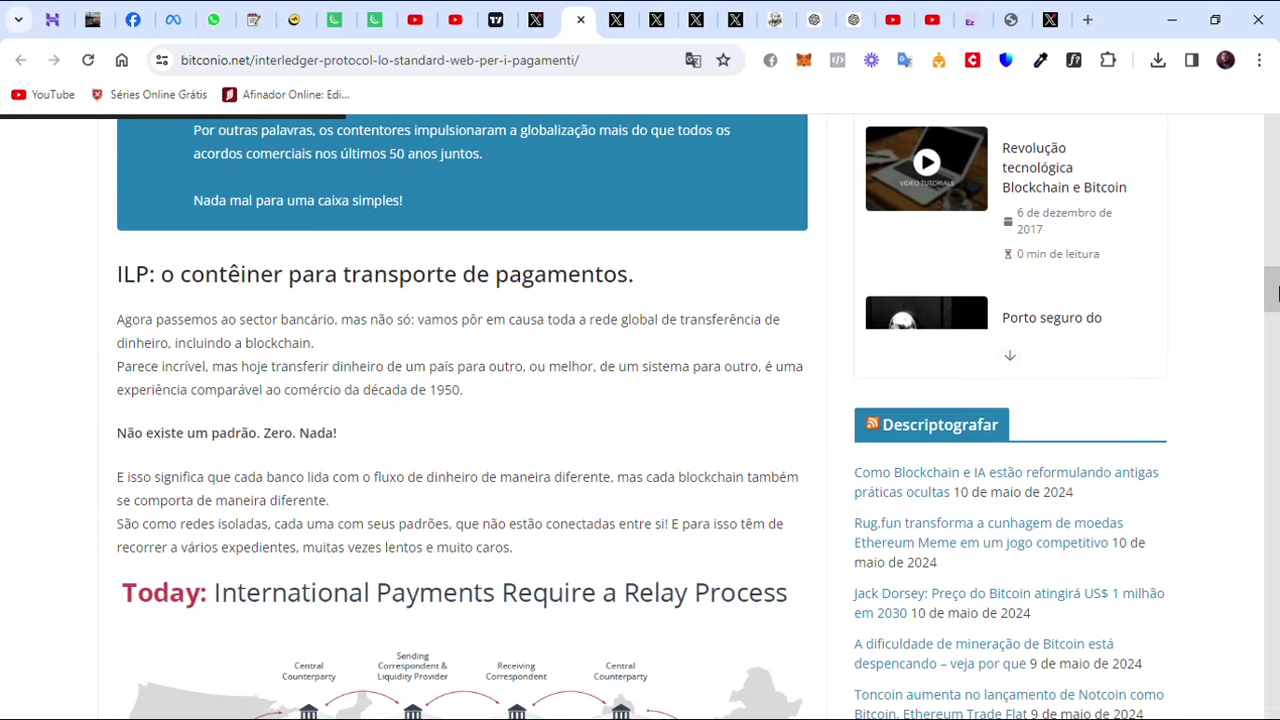 bitconio.net/interledger-protocol-lo-standard-web-per-i-pagamenti/
YouTube
Séries Online Grátis
Afinador Online: Edi...
Por outras palavras, os contentores impulsionaram a globalização mais do que todos os
acordos comerciais nos últimos 50 anos juntos.
Nada mal para uma caixa simples!
ILP: o contêiner para transporte de pagamentos.
Agora passemos ao sector bancário, mas não só: vamos pôr em causa toda a rede global de transferência de
dinheiro, incluindo a blockchain.
Parece incrível, mas hoje transferir dinheiro de um país para outro, ou melhor, de um sistema para outro, é uma
experiência comparável ao comércio da década de 1950.
Não existe um padrão. Zero. Nada!
E isso significa que cada banco lida com o fluxo de dinheiro de maneira diferente, mas cada blockchain também
se comporta de maneira diferente.
São como redes isoladas, cada uma com seus padrões, que não estão conectadas entre si! E para isso têm de
recorrer a vários expedientes, muitas vezes lentos e muito caros.
Today: International Payments Require a Relay Process
Central
Counterparty
Sending
Correspondent &
Liquidity Provider
Receiving
Correspondent
Central
Counterparty
VIDEO TUTORIALS
Revolução
tecnológica
Blockchain e Bitcoin
6 de dezembro de
2017
0 min de leitura
Porto seguro do
Descriptografar
Como Blockchain e IA estão reformulando antigas
práticas ocultas 10 de maio de 2024
Rug.fun transforma a cunhagem de moedas
Ethereum Meme em um jogo competitivo 10 de
maio de 2024
Jack Dorsey: Preço do Bitcoin atingirá US$ 1 milhão
em 2030 10 de maio de 2024
A dificuldade de mineração de Bitcoin está
despencando – veja por que 9 de maio de 2024
Toncoin aumenta no lançamento de Notcoin como
Bitcoin, Ethereum Trade Flat 9 de maio de 2024